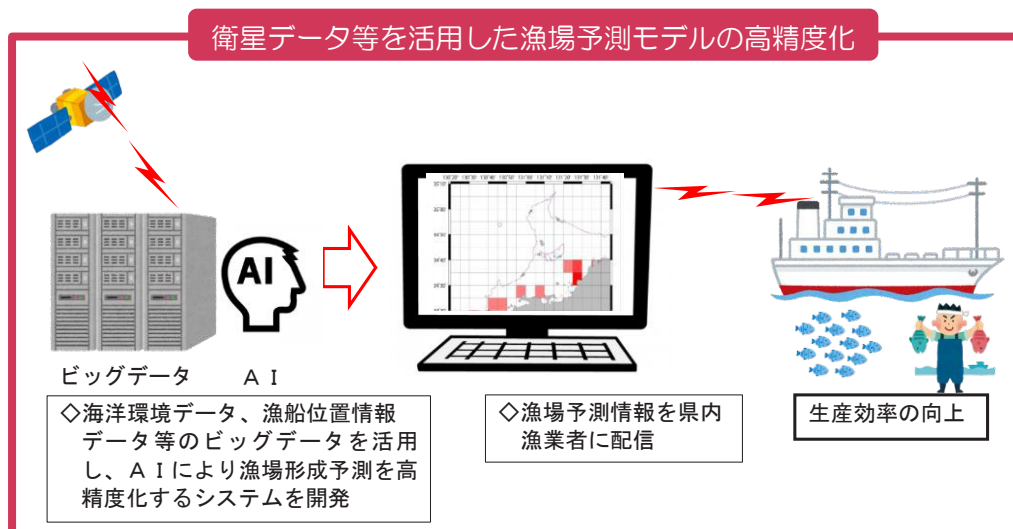 衛星データ等を活用した漁場予測モデルの高精度化
AI
ビッグデータ
ＡＩ
◇海洋環境データ、漁船位置情報
データ等のビッグデータを活用
し、ＡＩにより漁場形成予測を高
精度化するシステムを開発
◇漁場予測情報を県内
漁業者に配信
生産効率の向上